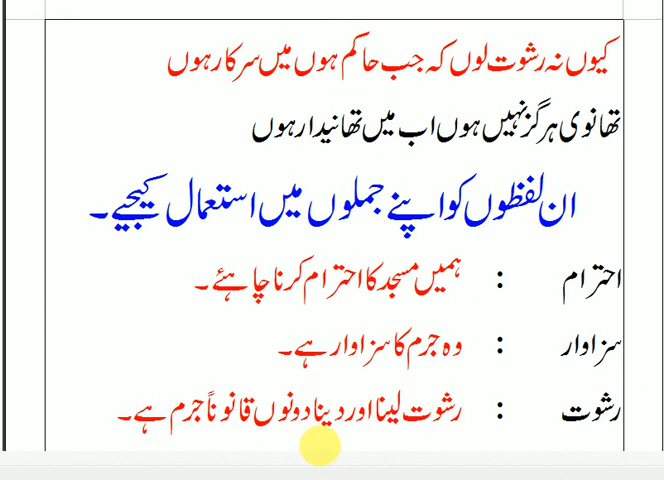 کیوں نہ رشوت لوں کہ جب حاکم ہوں میں سرکار ہوں
تھانوی ہرگز نہیں ہوں اب میں تھانیدار ہوں
ان لفظوں کو اپنے جملوں میں استعمال کیجیے۔
احترام : ہمیں مسجد کا احترام کرنا چاہئے۔
سزاوار : وہ جرم کا سزاوار ہے۔
رشوت : رشوت لینا اور دینا دونوں قانوناً جرم ہے۔